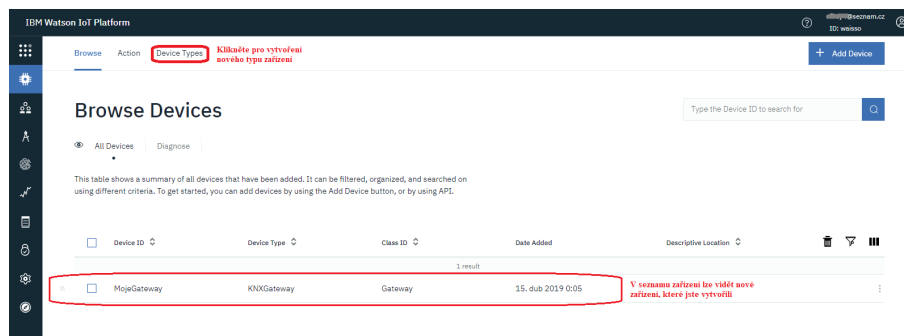 IBM Watson IoT Platform
@seznam.cz
ID: waisso
Browse Action Device Types
Klikněte pro vytvoření
nového typu zařízení
+ Add Device
Browse Devices
Type the Device ID to search for
All Devices Diagnose
This table shows a summary of all devices that have been added. It can be filtered, organized, and searched on
using different criteria. To get started, you can add devices by using the Add Device button, or by using API.
Device ID Device Type Class ID Date Added Descriptive Location
1 result
MojeGateway KNXGateway Gateway 15. dub 2019 0:05
V seznamu zařízení lze vidět nové
zařízení, které jste vytvořili